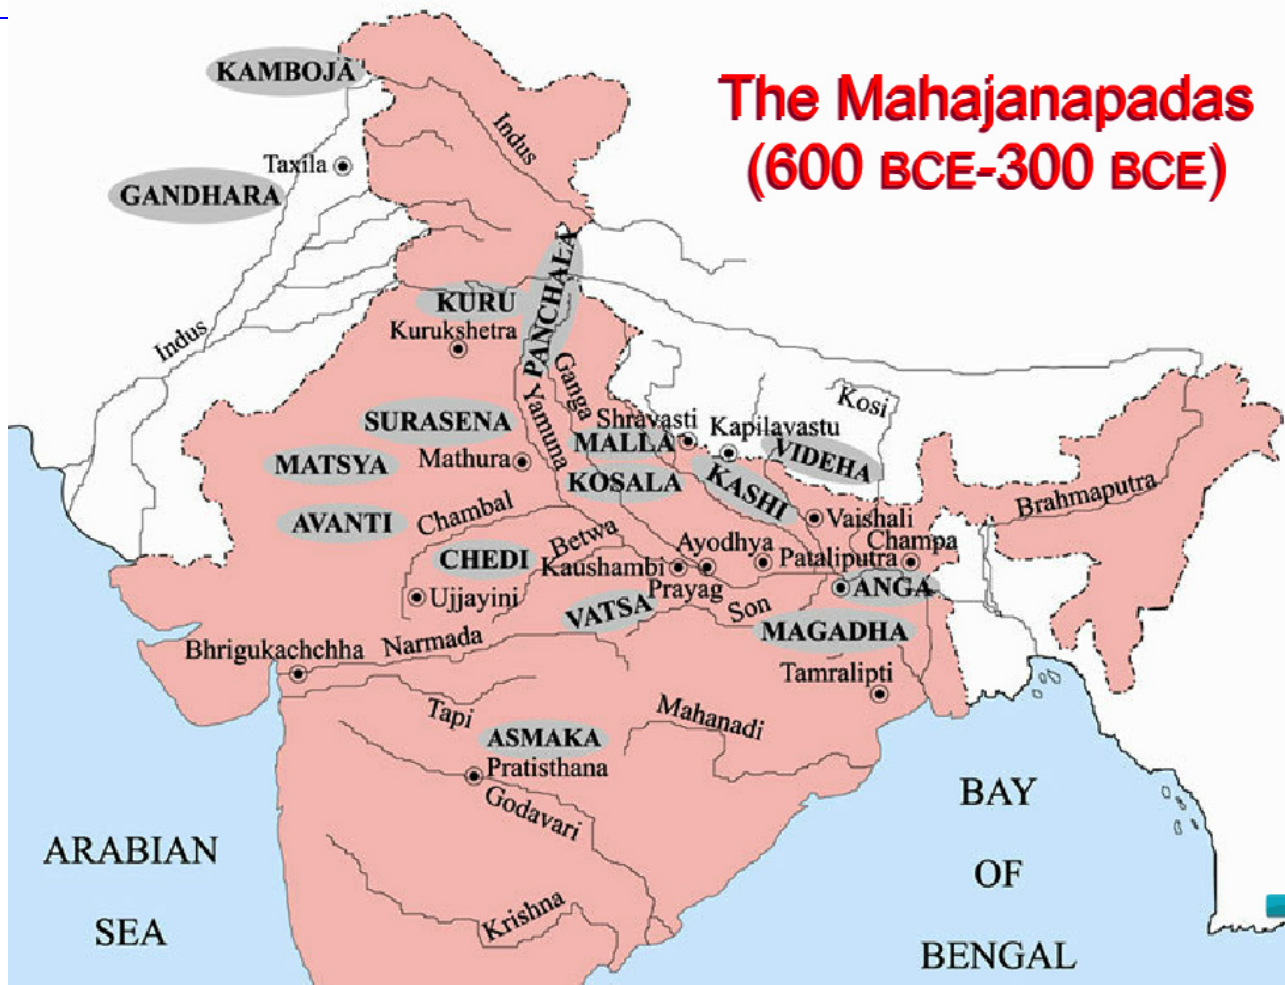 The Mahajanapadas
(600 BCE-300 BCE)
KAMBOJA
Indus
Taxila
GANDHARA
PANCHALA
KURU
Kurukshetra
Indus
Ganga
Yamuna
Kosi
SURASENA
Shravasti
Kapilavastu
MALLA
VIDEHA
MATSYA
Mathura
KOSALA
KASHI
Brahmaputra
AVANTI
Chambal
Vaishali
Betwa
Ayodhya
Champa
CHEDI
Kaushambi
Pataliputra
Prayag
ANGA
Ujjayini
VATSA
Son
MAGADHA
Bhrigukachchha
Narmada
Tamralipti
Tapi
Mahanadi
ASMAKA
Pratisthana
Godavari
Krishna
ARABIAN
SEA
BAY
OF
BENGAL